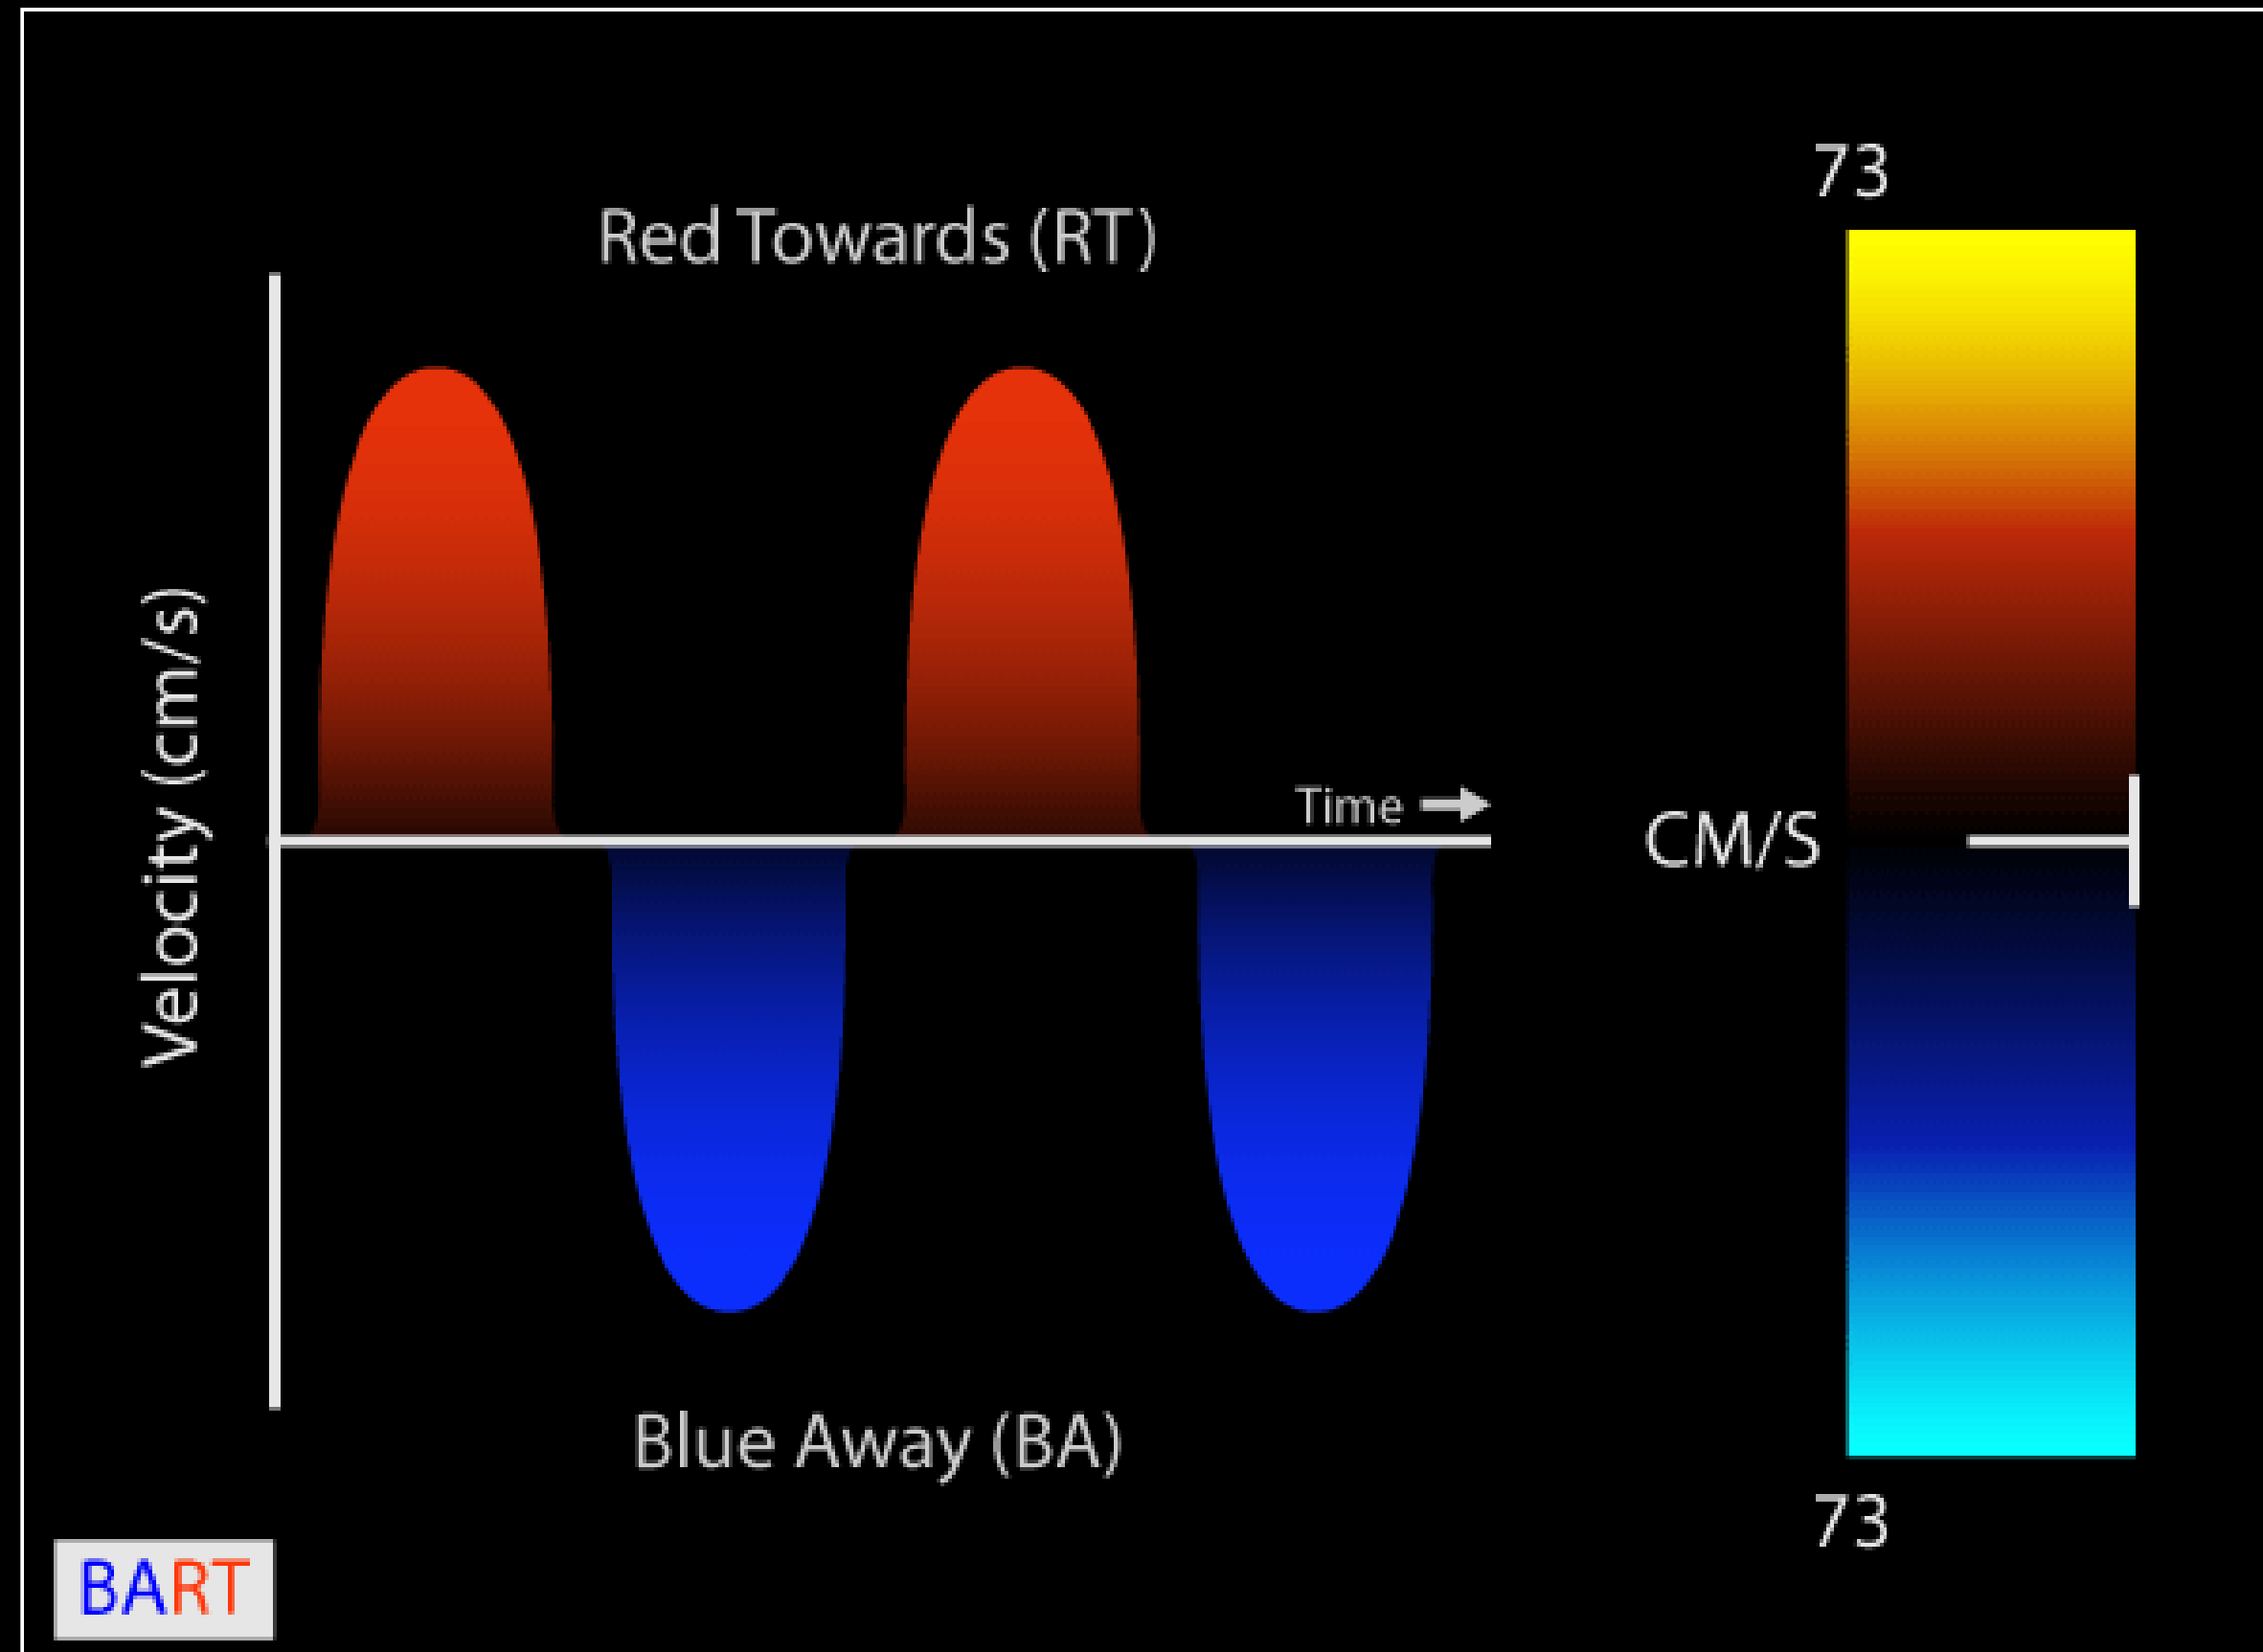 Red Towards (RT)
Velocity (cm/s)
Time
Blue Away (BA)
BART
73
CM/S
73